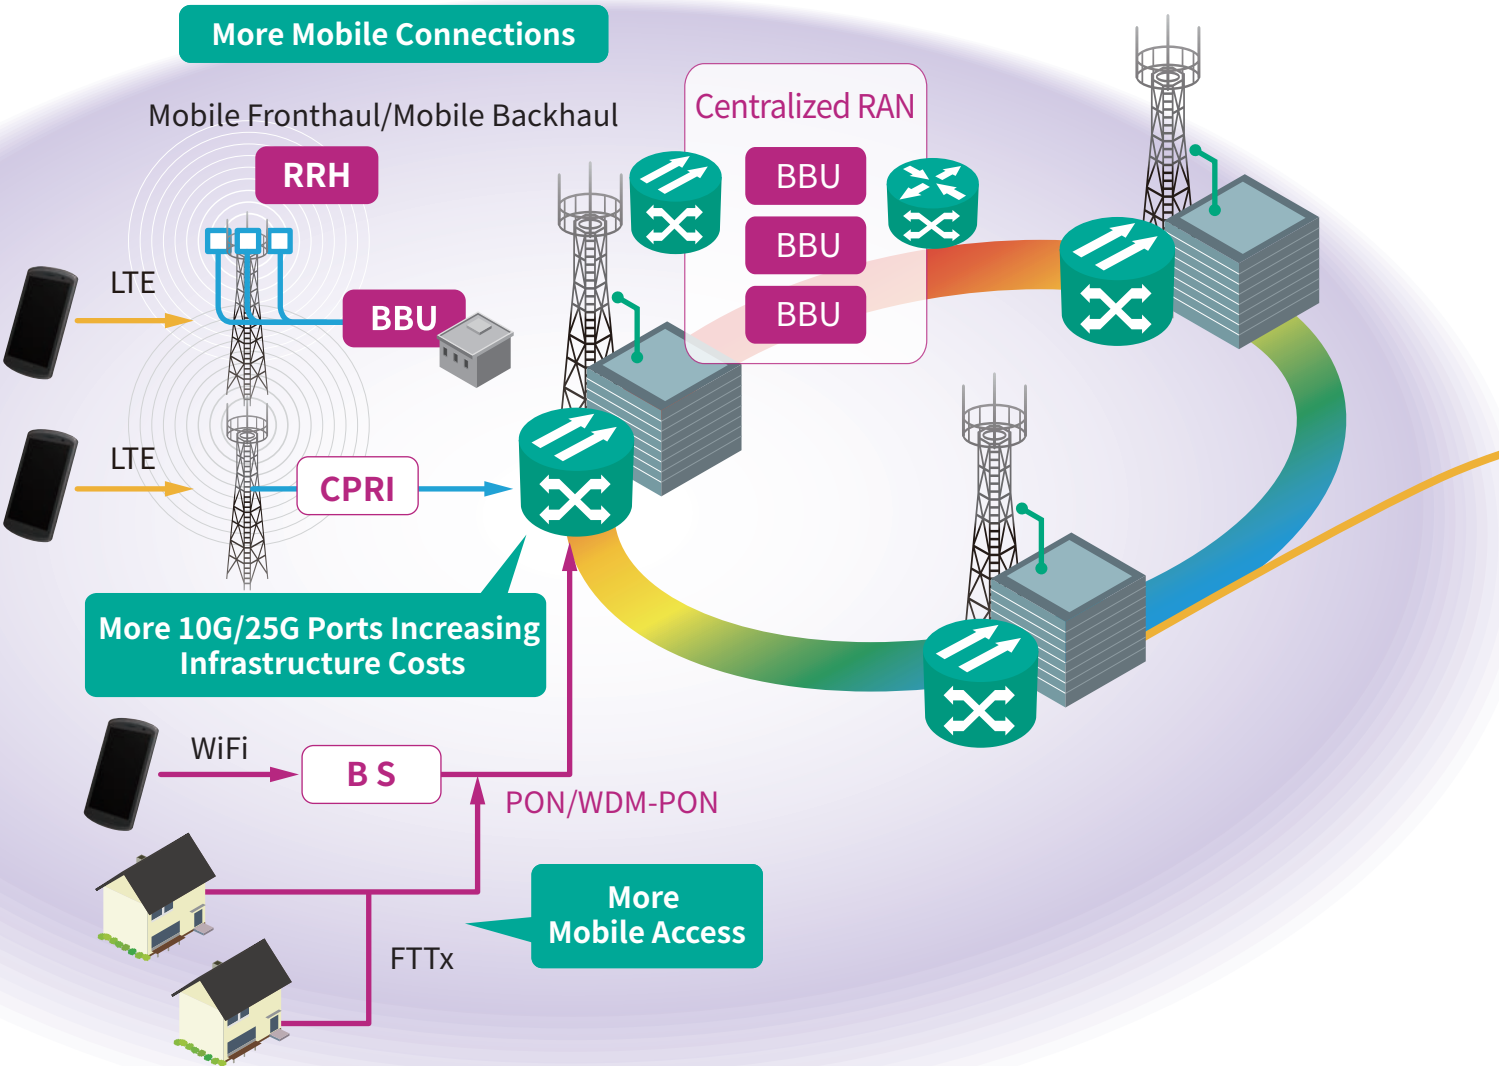 More Mobile Connections
Mobile Fronthaul/Mobile Backhaul
RRH
LTE
BBU
LTE
CPRI
Centralized RAN
BBU
BBU
BBU
More 10G/25G Ports Increasing
Infrastructure Costs
WiFi
B S
PON/WDM-PON
More
Mobile Access
FTTx